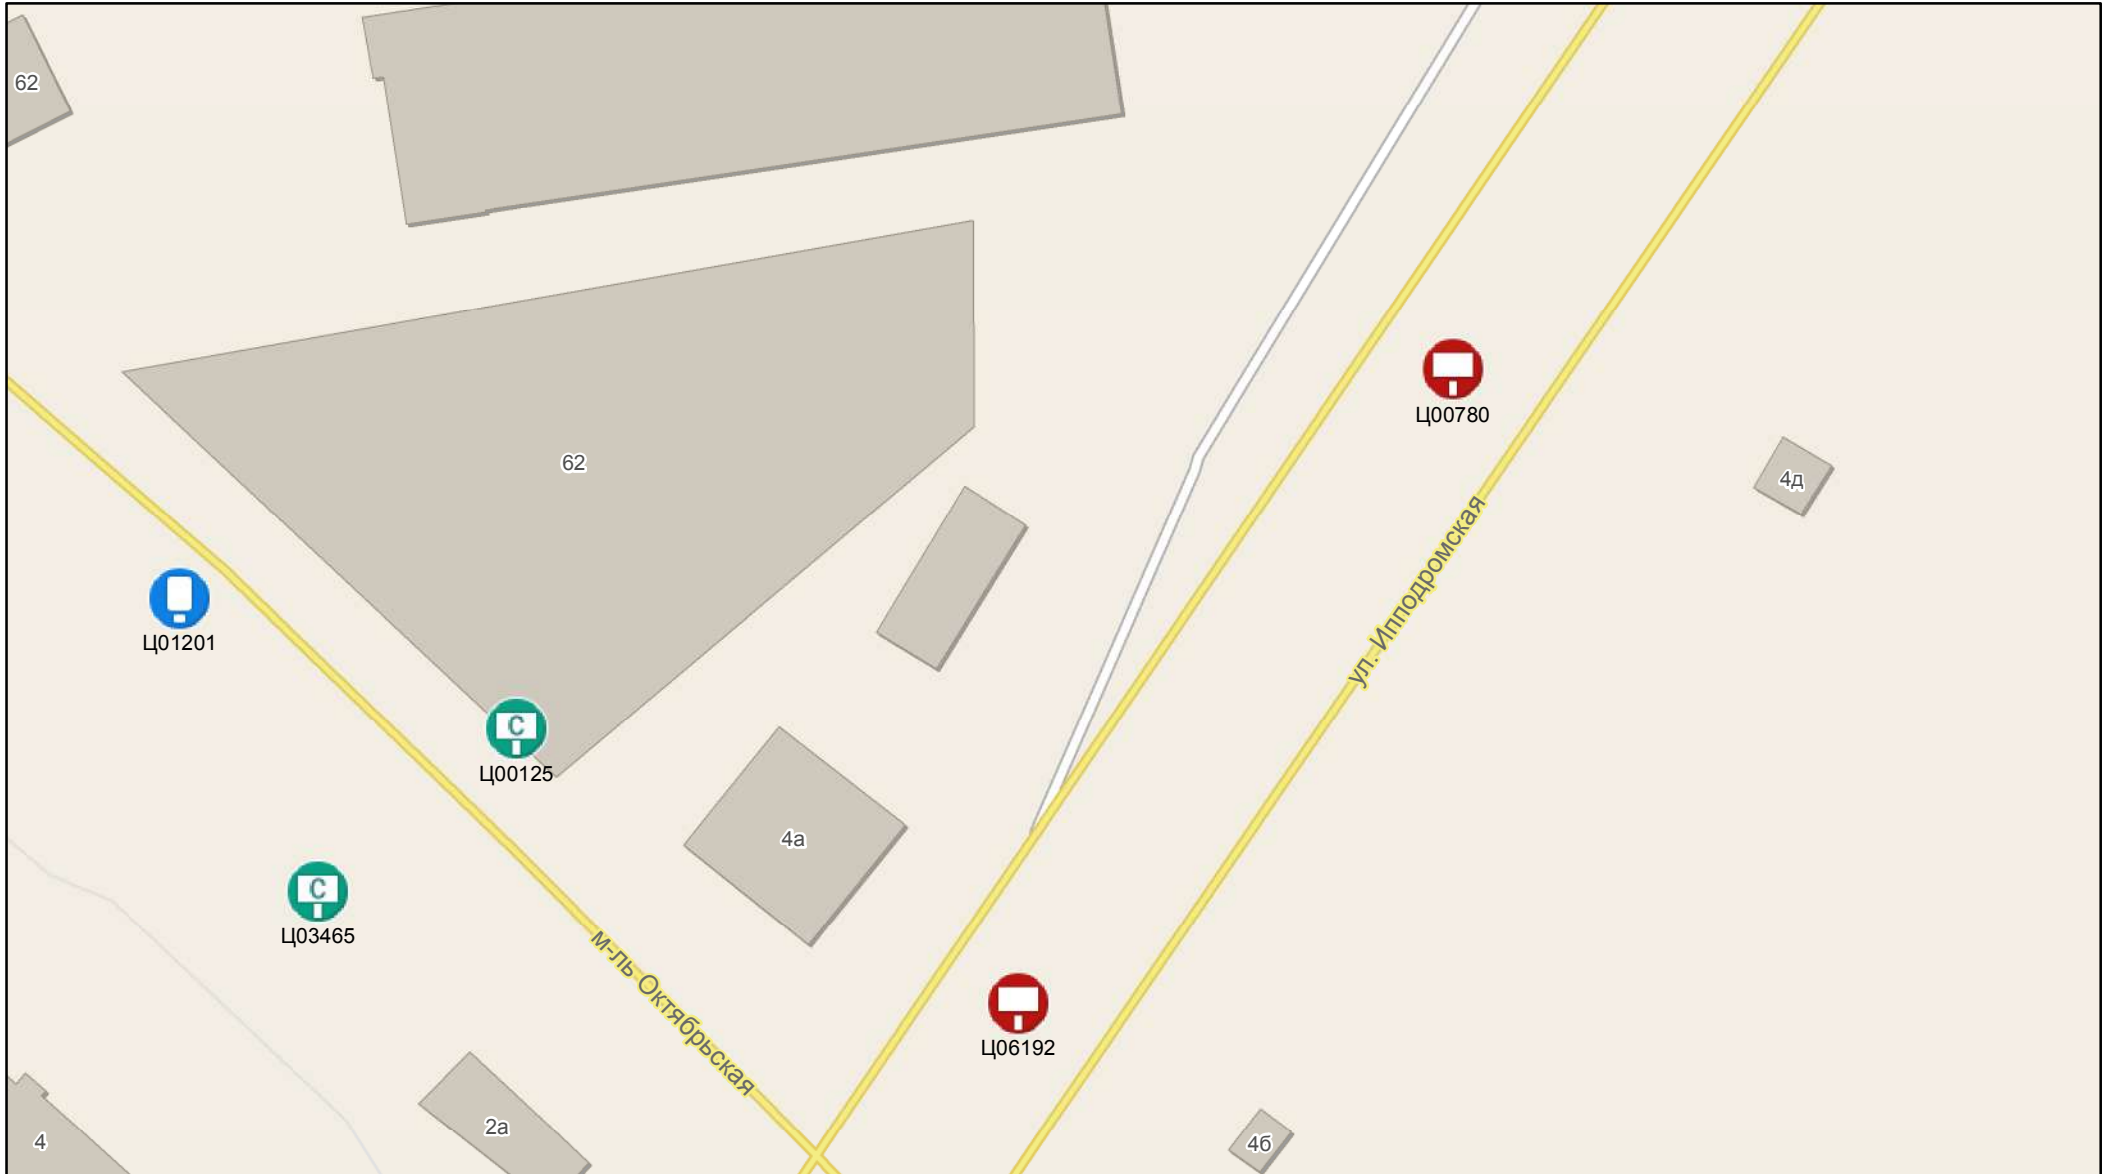 62
Ц00780
62
4д
ул. Ипподромская
Ц01201
С
Ц00125
4а
С
Ц03465
м-ль Октябрьская
Ц06192
2а
4
4б